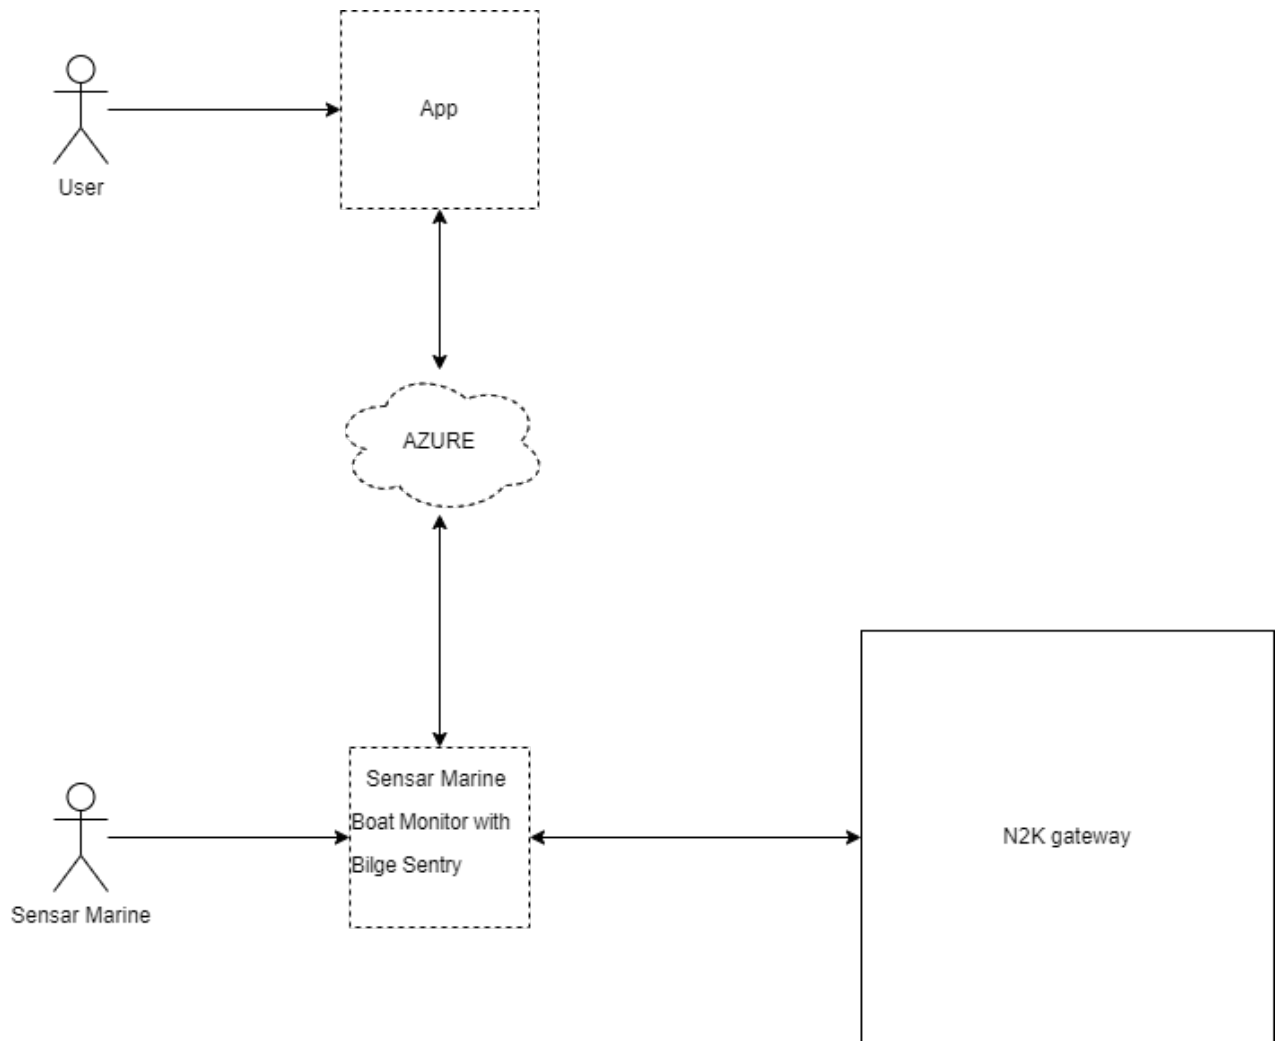 App
User
AZURE
Sensar Marine
Boat Monitor with
Bilge Sentry
N2K gateway
Sensar Marine